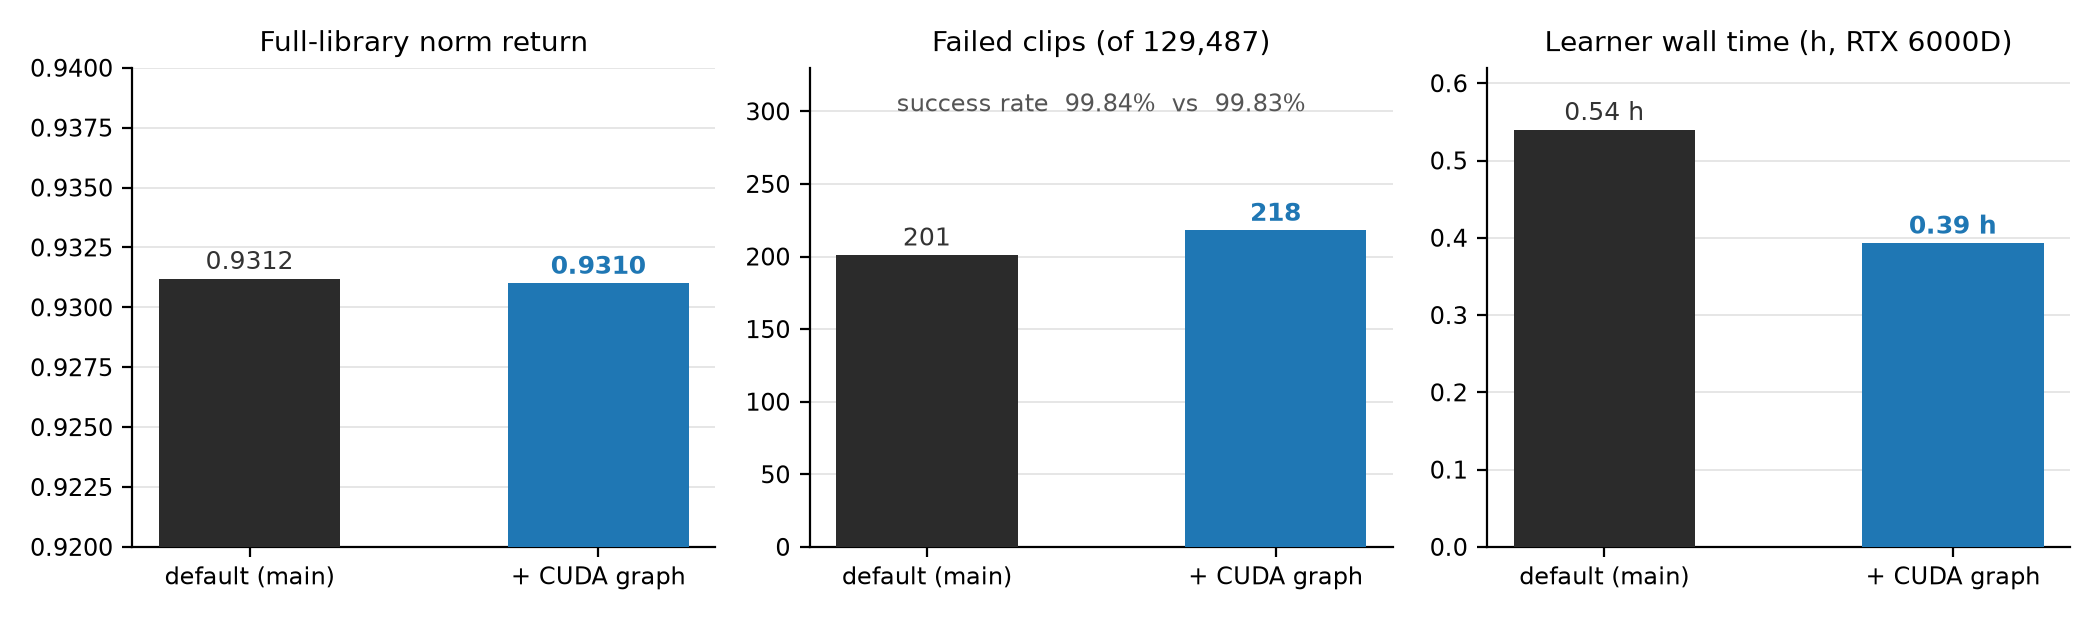 Full-library norm return
0.9400
0.9375
0.9350
0.9325
0.9300
0.9275
0.9250
0.9225
0.9200
0.9312
0.9310
default (main)
+ CUDA graph
Failed clips (of 129,487)
success rate 99.84% vs 99.83%
300
250
200
150
100
50
0
201
218
default (main)
+ CUDA graph
Learner wall time (h, RTX 6000D)
0.6
0.5
0.4
0.3
0.2
0.1
0.0
0.54 h
0.39 h
default (main)
+ CUDA graph